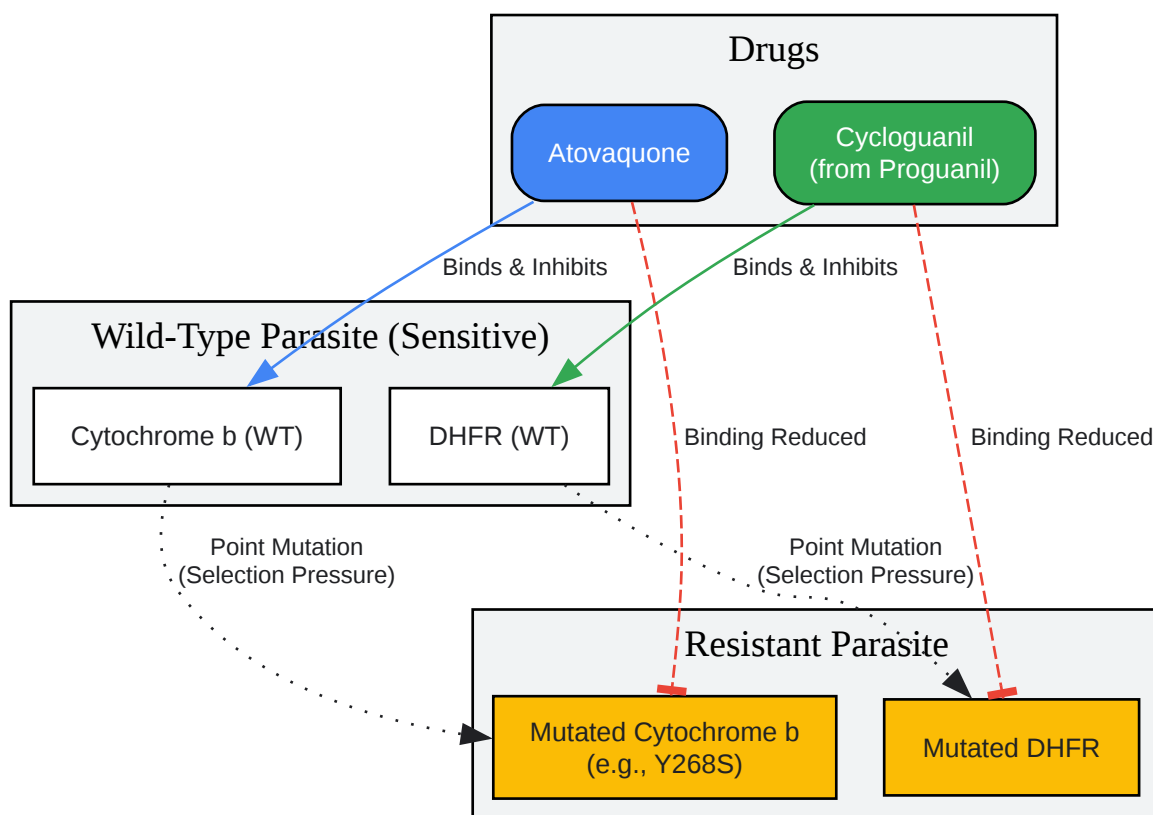 Drugs
Atovaquone
Cycloguanil
(from Proguanil)
Binds & Inhibits
Binds & Inhibits
Wild-Type Parasite (Sensitive)
Cytochrome b (WT)
DHFR (WT)
Binding Reduced
Binding Reduced
Point Mutation
(Selection Pressure)
Point Mutation
(Selection Pressure)
Resistant Parasite
Mutated Cytochrome b
(e.g., Y268S)
Mutated DHFR